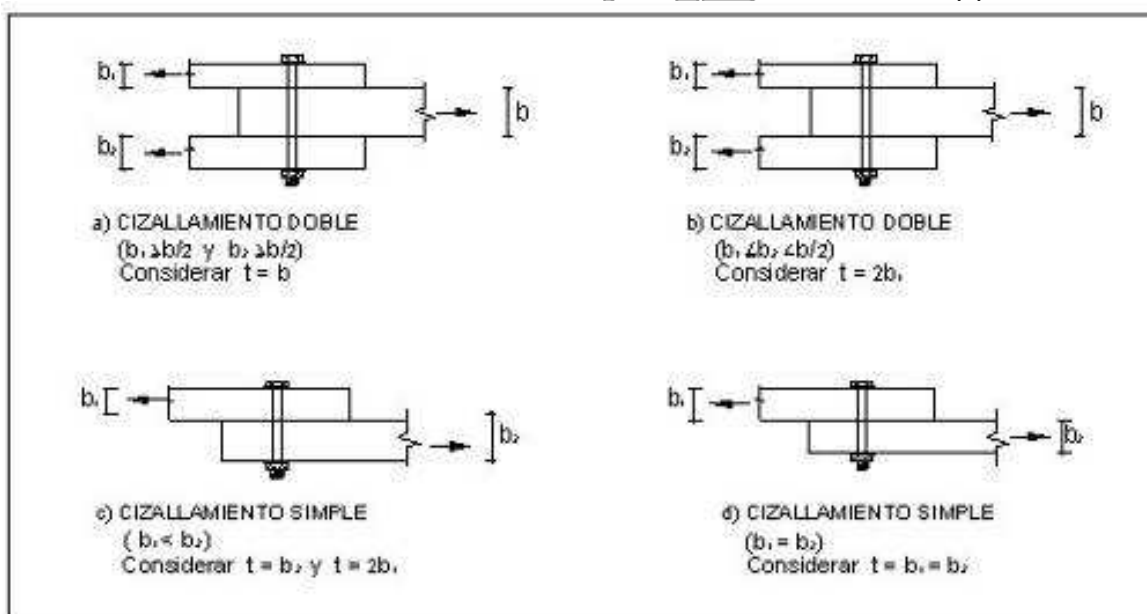 b₁
b₂
b
a) CIZALLAMIENTO DOBLE
(b₁ ≥b/2 y b₂ ≥b/2)
Considerar t = b
b₁
b₂
b
b) CIZALLAMIENTO DOBLE
(b₁ ≤b₂ ≤b/2)
Considerar t = 2b₁
b₁
b₂
c) CIZALLAMIENTO SIMPLE
( b₁< b₂)
Considerar t = b₂ y t = 2b₁
b₁
b₂
d) CIZALLAMIENTO SIMPLE
(b₁ = b₂)
Considerar t = b₁ = b₂